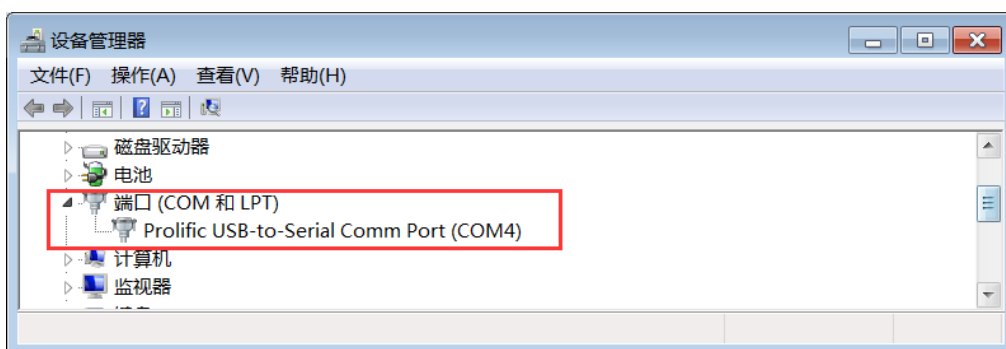 设备管理器
文件(F) 操作(A) 查看(V) 帮助(H)
磁盘驱动器
电池
端口 (COM 和 LPT)
Prolific USB-to-Serial Comm Port (COM4)
计算机
监视器